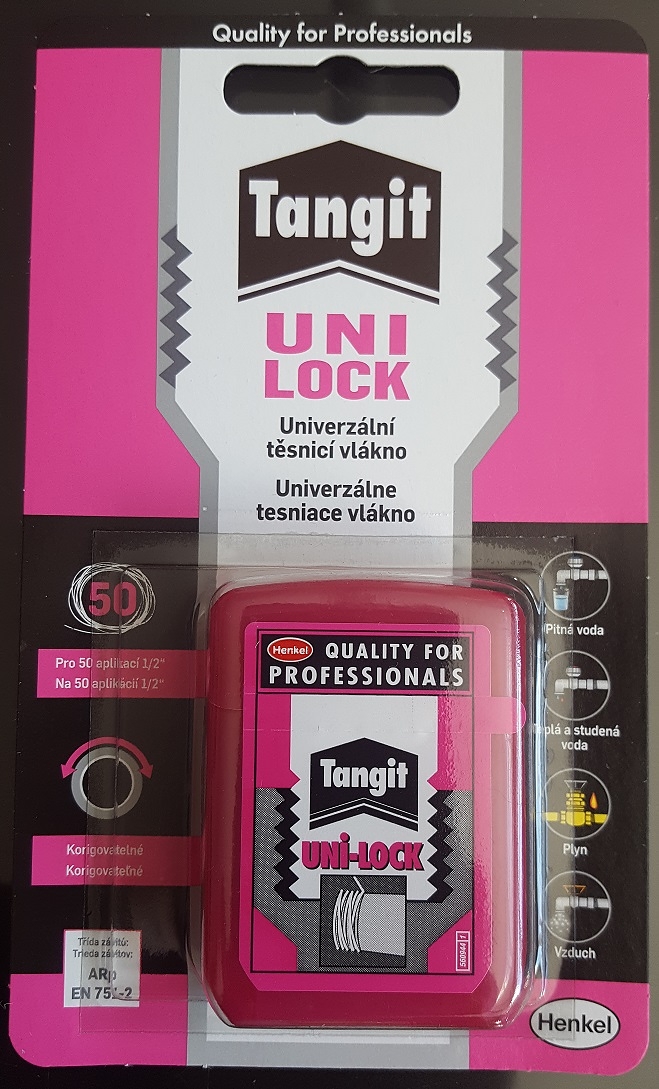 Quality for Professionals
Tangit
UNI
LOCK
Univerzální
těsnicí vlákno
Univerzálne
tesniace vlákno
50
Pro 50 aplikací 1/2"
Na 50 aplikácií 1/2"
Korigovatelné
Korigovateľné
Třída závitů:
Trieda závitov:
ARp
EN 751-2
Henkel QUALITY FOR
PROFESSIONALS
Tangit
UNi-LOCK
560944 1
Pitná voda
Teplá a studená
voda
Plyn
Vzduch
Henkel